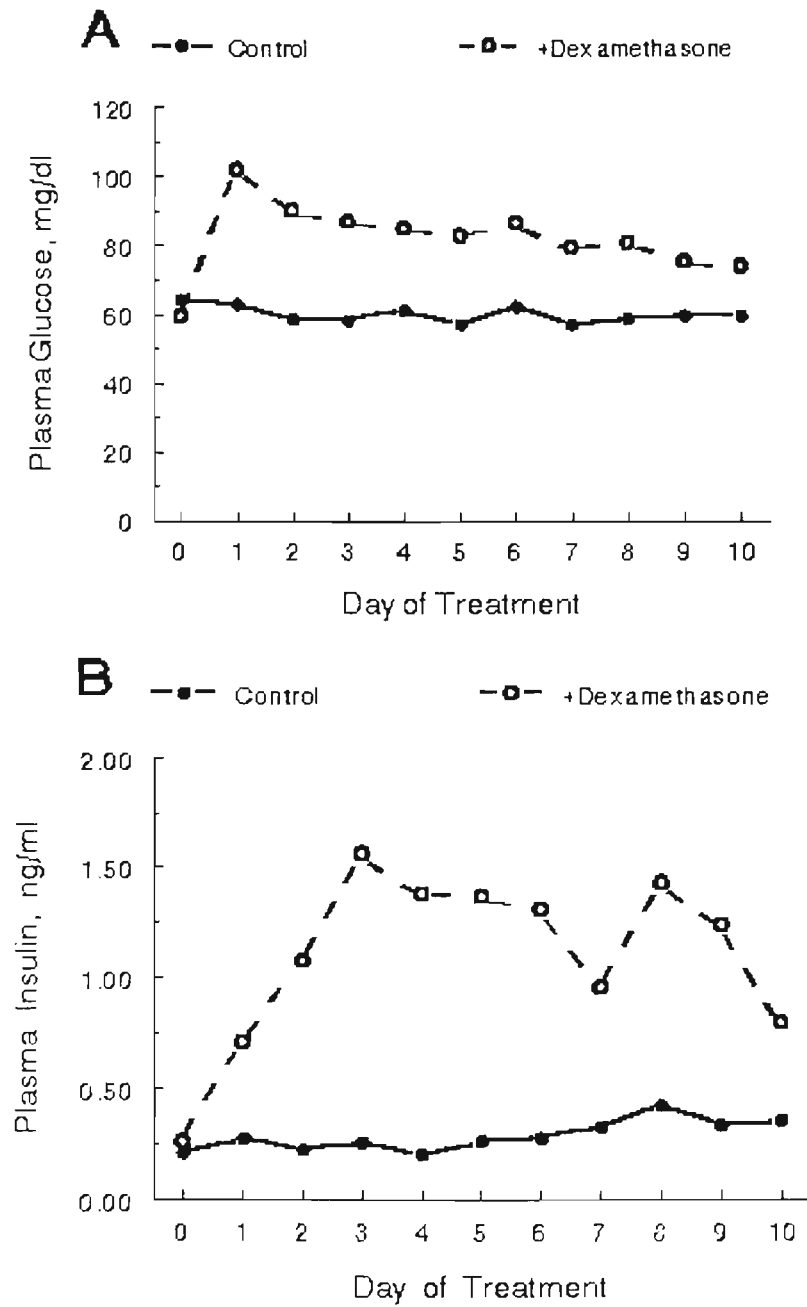 A
Control +Dexamethasone
Plasma Glucose, mg/dl
120
100
80
60
40
20
0
0 1 2 3 4 5 6 7 8 9 10
Day of Treatment
B
Control +Dexamethasone
Plasma Insulin, ng/ml
2.00
1.50
1.00
0.50
0.00
0 1 2 3 4 5 6 7 8 9 10
Day of Treatment